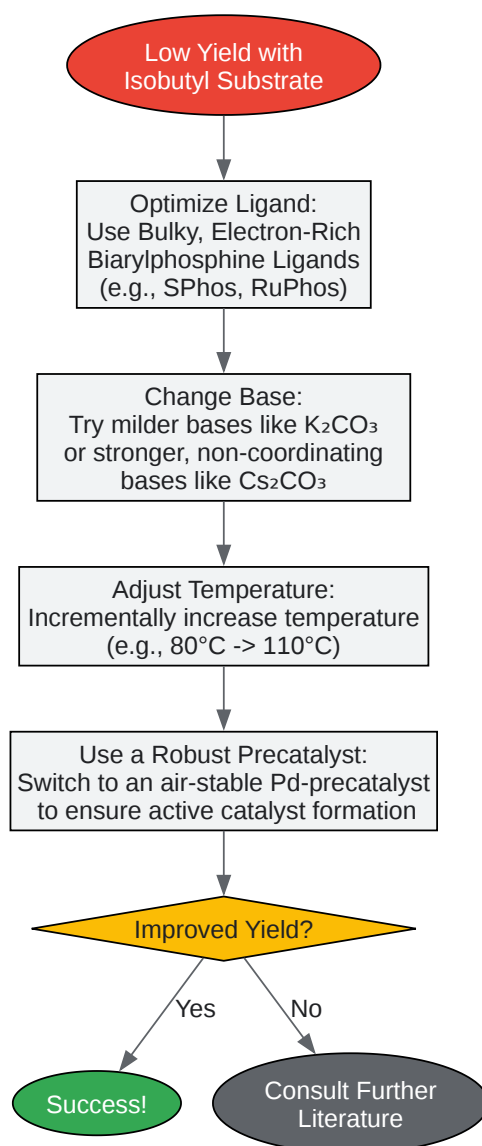 Low Yield with
Isobutyl Substrate
Optimize Ligand:
Use Bulky, Electron-Rich
Biarylphosphine Ligands
(e.g., SPhos, RuPhos)
Change Base:
Try milder bases like K₂CO₃
or stronger, non-coordinating
bases like Cs₂CO₃
Adjust Temperature:
Incrementally increase temperature
(e.g., 80°C -> 110°C)
Use a Robust Precatalyst:
Switch to an air-stable Pd-precatalyst
to ensure active catalyst formation
Improved Yield?
Yes
No
Success!
Consult Further
Literature